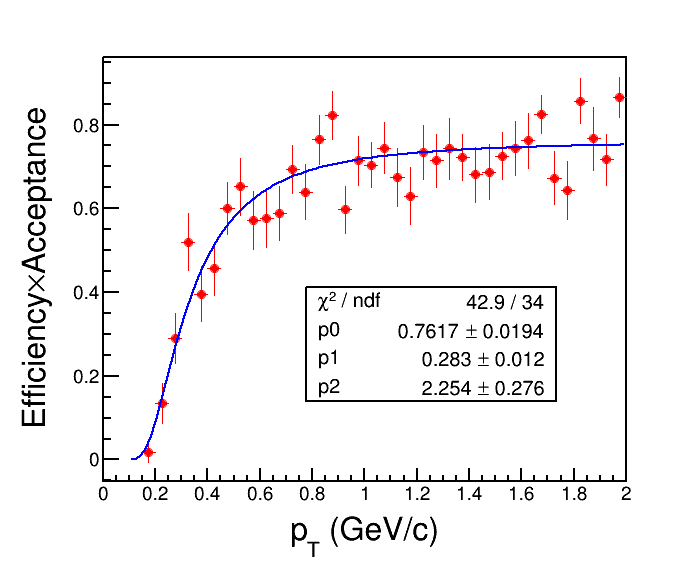 Efficiency×Acceptance
0.8
0.6
0.4
0.2
0
χ² / ndf 42.9 / 34
p0 0.7617 ± 0.0194
p1 0.283 ± 0.012
p2 2.254 ± 0.276
0 0.2 0.4 0.6 0.8 1 1.2 1.4 1.6 1.8 2
p_T (GeV/c)